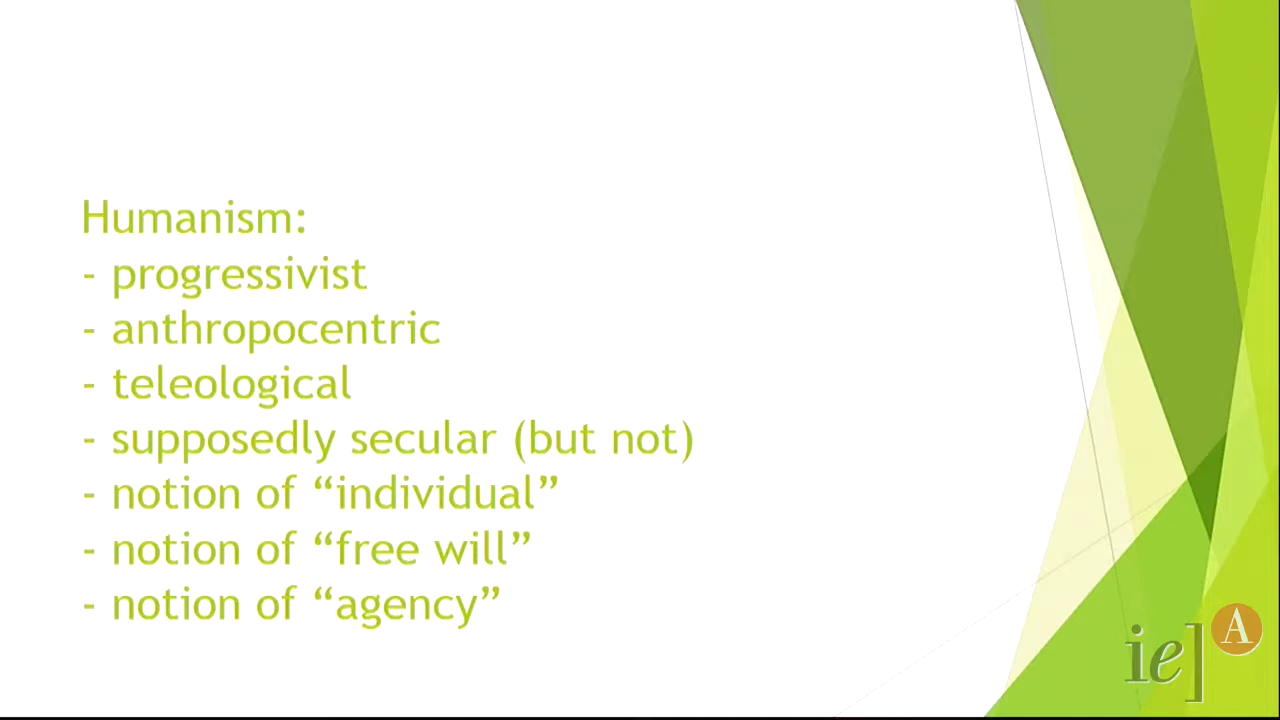 Humanism:
- progressivist
- anthropocentric
- teleological
- supposedly secular (but not)
- notion of “individual”
- notion of “free will”
- notion of “agency”
ie] A